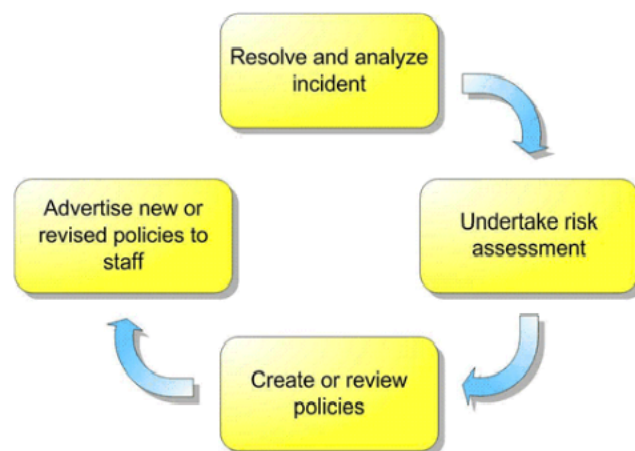 Resolve and analyze
incident
Undertake risk
assessment
Create or review
policies
Advertise new or
revised policies to
staff